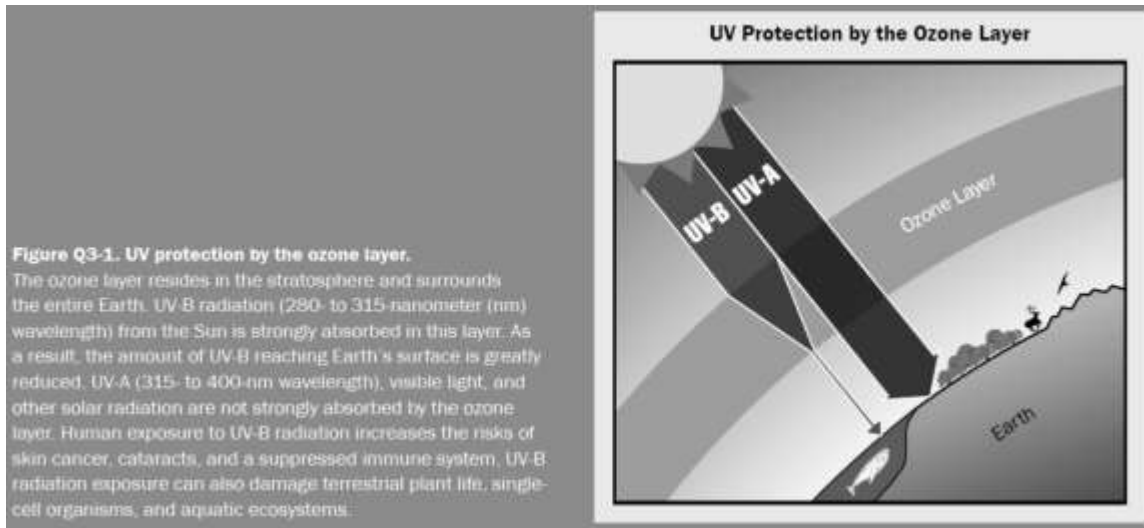 Figure Q3-1. UV protection by the ozone layer.
The ozone layer resides in the stratosphere and surrounds
the entire Earth. UV-B radiation (280- to 315-nanometer (nm)
wavelength) from the Sun is strongly absorbed in this layer. As
a result, the amount of UV-B reaching Earth's surface is greatly
reduced. UV-A (315- to 400-nm wavelength), visible light, and
other solar radiation are not strongly absorbed by the ozone
layer. Human exposure to UV-B radiation increases the risks of
skin cancer, cataracts, and a suppressed immune system. UV-B
radiation exposure can also damage terrestrial plant life, single-
cell organisms, and aquatic ecosystems.
UV Protection by the Ozone Layer
UV-B
UV-A
Ozone Layer
Earth